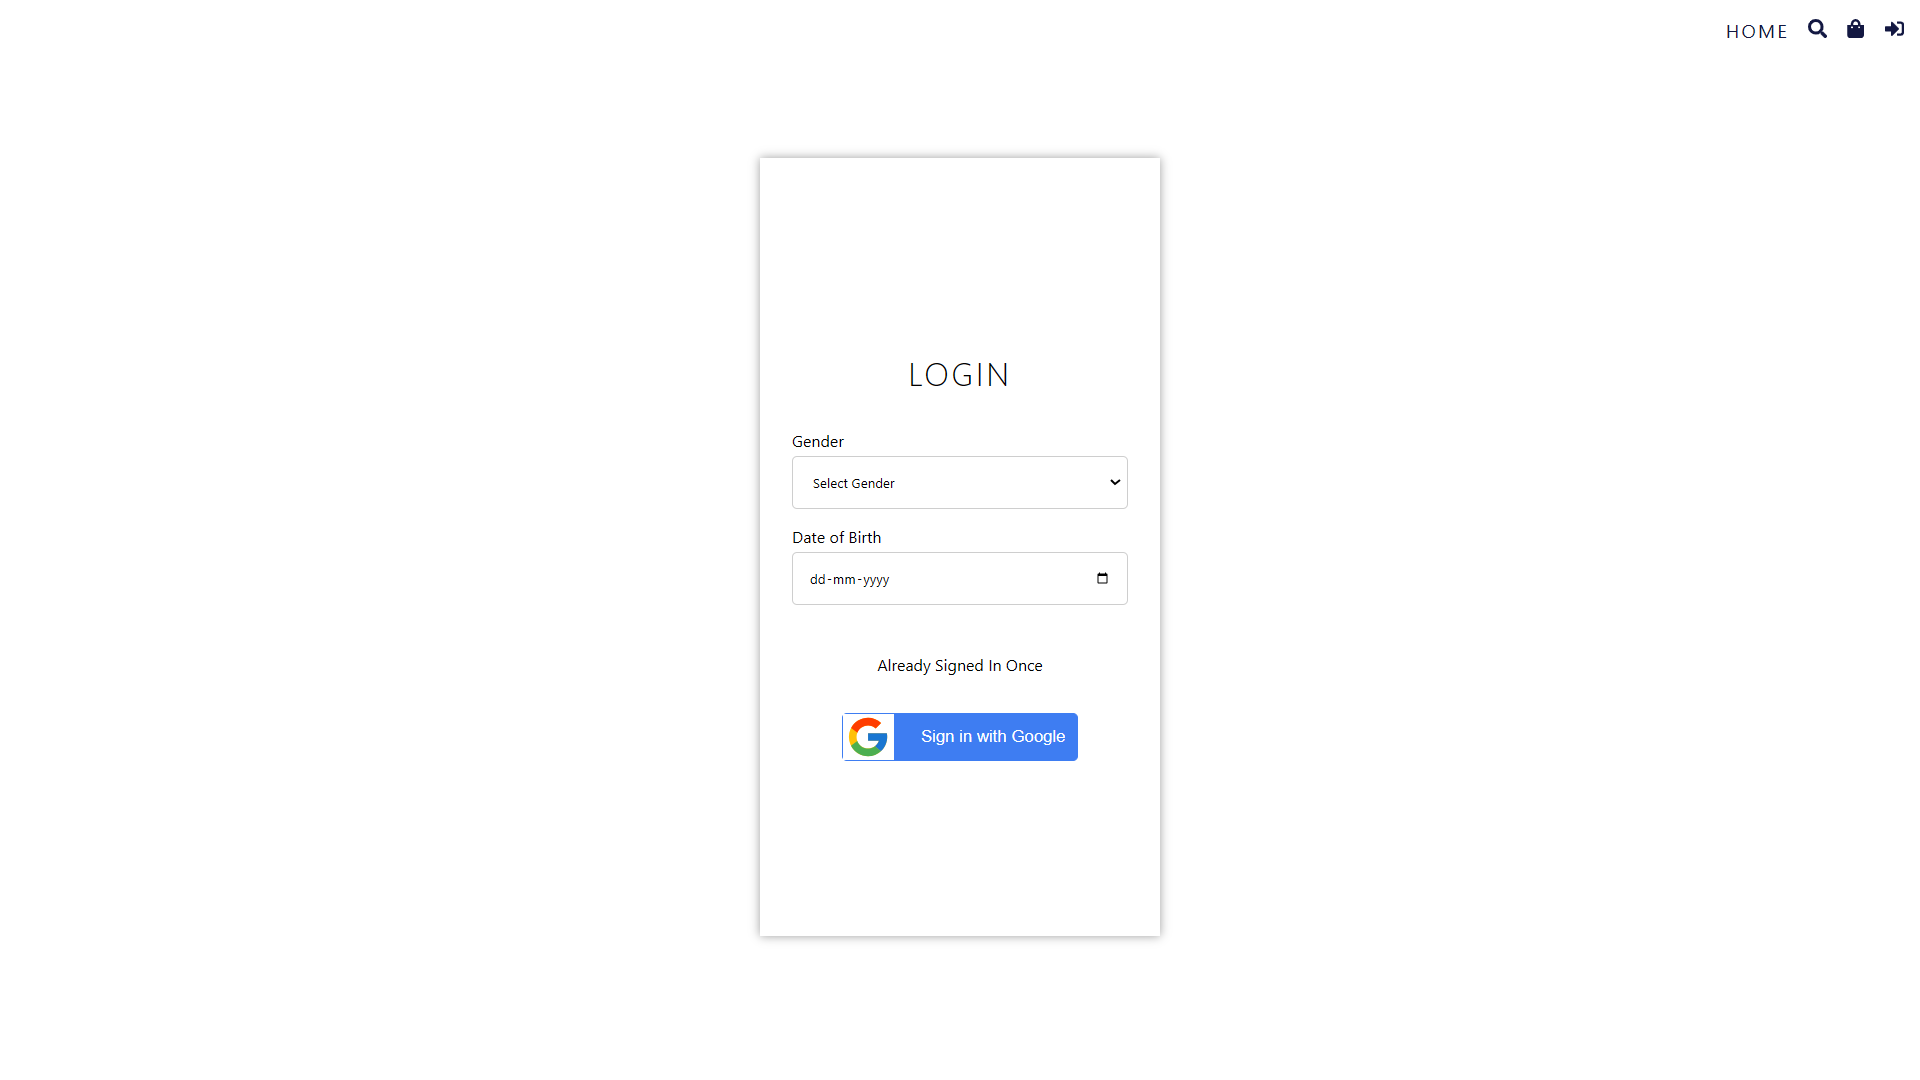 HOME
LOGIN
Gender
Select Gender
Date of Birth
dd-mm-yyyy
Already Signed In Once
Sign in with Google